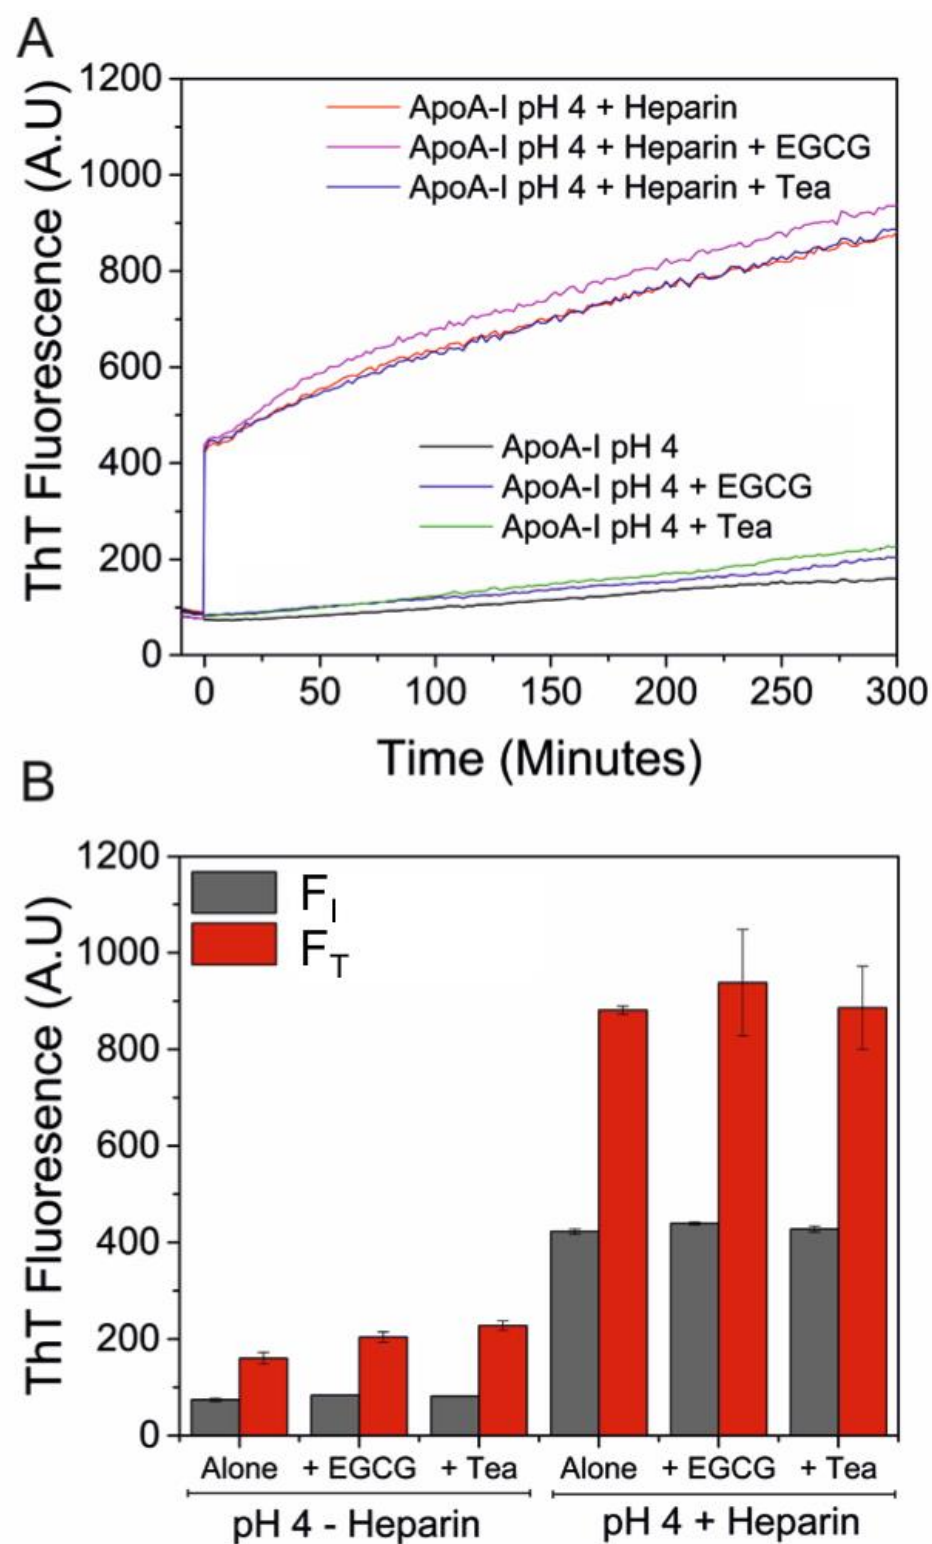 A
ThT Fluorescence (A.U)
1200
1000
800
600
400
200
0
ApoA-I pH 4 + Heparin
ApoA-I pH 4 + Heparin + EGCG
ApoA-I pH 4 + Heparin + Tea
ApoA-I pH 4
ApoA-I pH 4 + EGCG
ApoA-I pH 4 + Tea
0 50 100 150 200 250 300
Time (Minutes)
B
ThT Fluoresence (A.U)
1200
1000
800
600
400
200
0
FI
FT
Alone + EGCG + Tea Alone + EGCG + Tea
pH 4 - Heparin pH 4 + Heparin